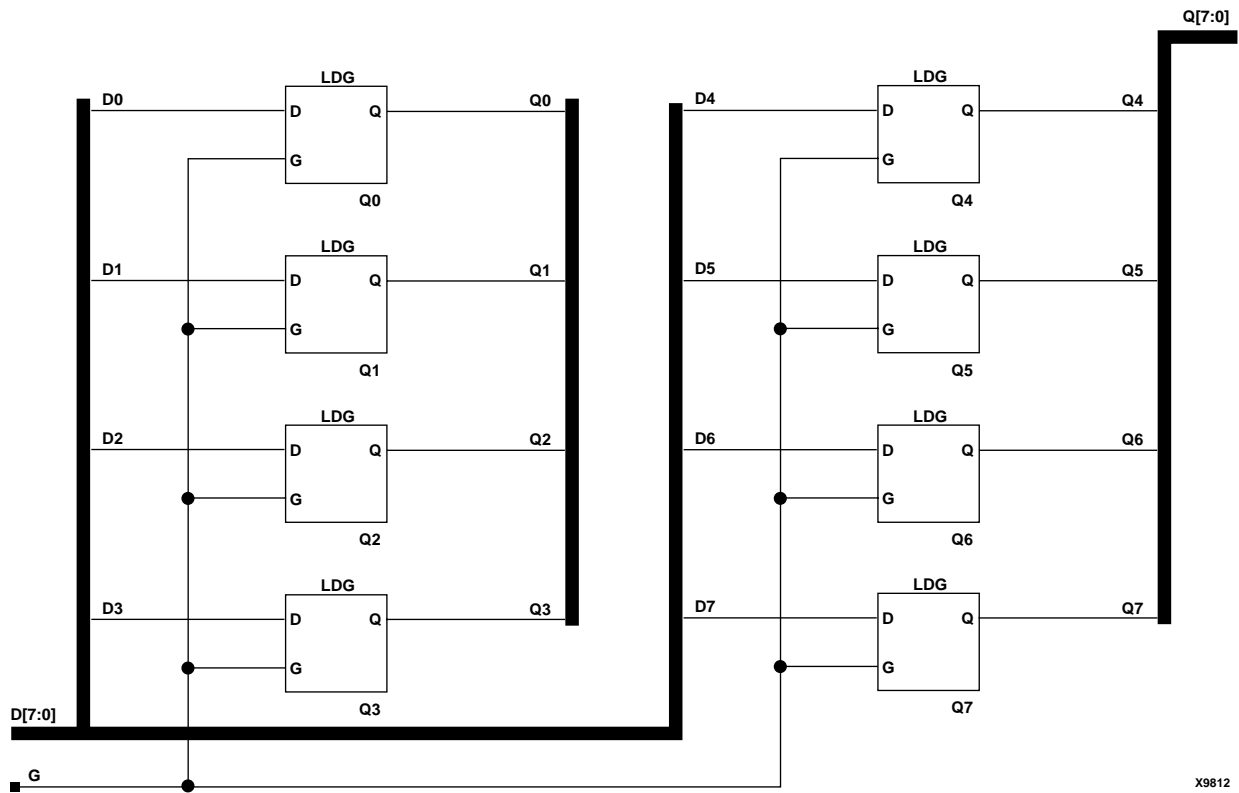 Q[7:0]
LDG
D0 D Q Q0
G
Q0
LDG
D1 D Q Q1
G
Q1
LDG
D2 D Q Q2
G
Q2
LDG
D3 D Q Q3
G
Q3
LDG
D4 D Q Q4
G
Q4
LDG
D5 D Q Q5
G
Q5
LDG
D6 D Q Q6
G
Q6
LDG
D7 D Q Q7
G
Q7
D[7:0]
G
X9812